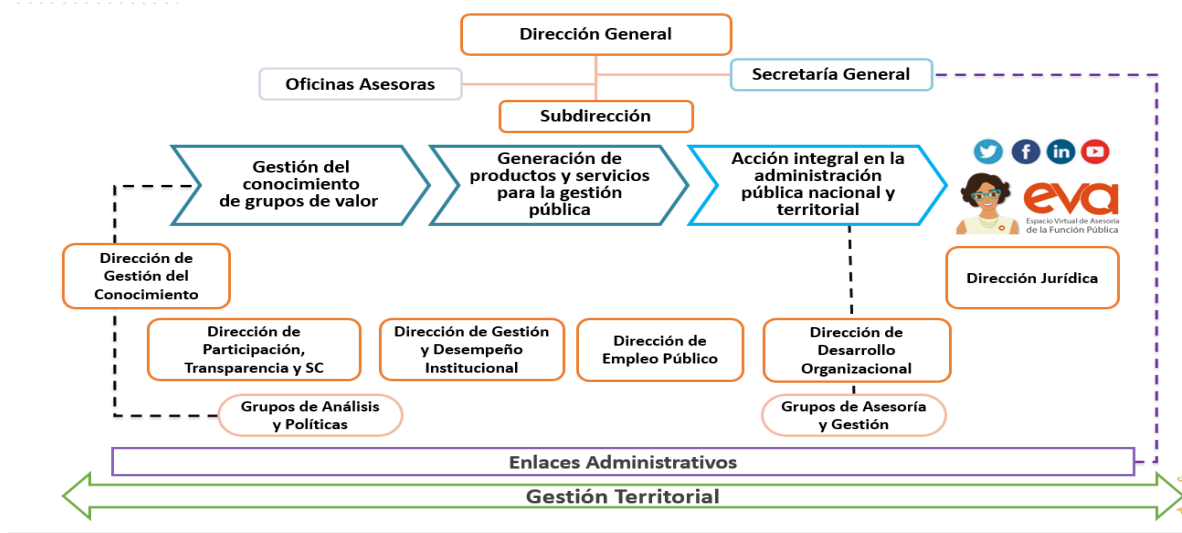 Dirección General
Oficinas Asesoras
Secretaría General
Subdirección
Gestión del
conocimiento
de grupos de valor
Generación de
productos y servicios
para la gestión
pública
Acción integral en la
administración
pública nacional y
territorial
eva
Espacio Virtual de Asesoría
de la Función Pública
Dirección de
Gestión del
Conocimiento
Dirección Jurídica
Dirección de
Participación,
Transparencia y SC
Dirección de Gestión
y Desempeño
Institucional
Dirección de
Empleo Público
Dirección de
Desarrollo
Organizacional
Grupos de Análisis
y Políticas
Grupos de Asesoría
y Gestión
Enlaces Administrativos
Gestión Territorial